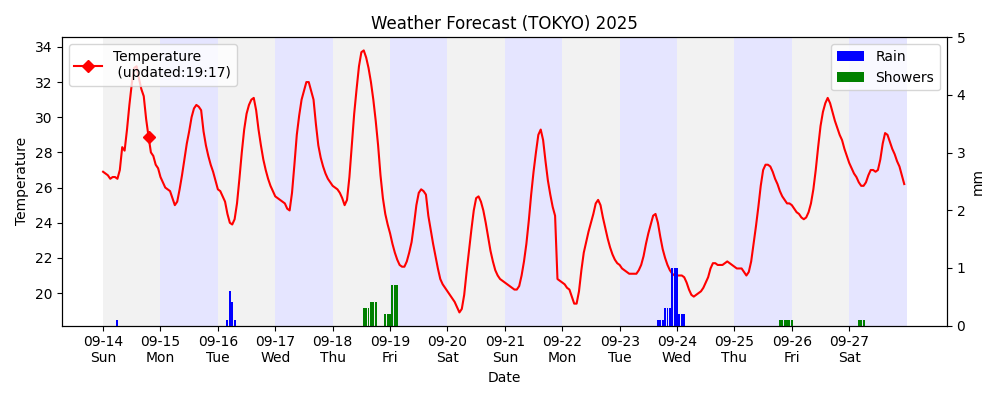 Weather Forecast (TOKYO) 2025
Temperature
(updated:19:17)
Rain
Showers
Temperature
34
32
30
28
26
24
22
20
5
4
3
2
1
0
mm
09-14 09-15 09-16 09-17 09-18 09-19 09-20 09-21 09-22 09-23 09-24 09-25 09-26 09-27
Sun Mon Tue Wed Thu Fri Sat Sun Mon Tue Wed Thu Fri Sat
Date